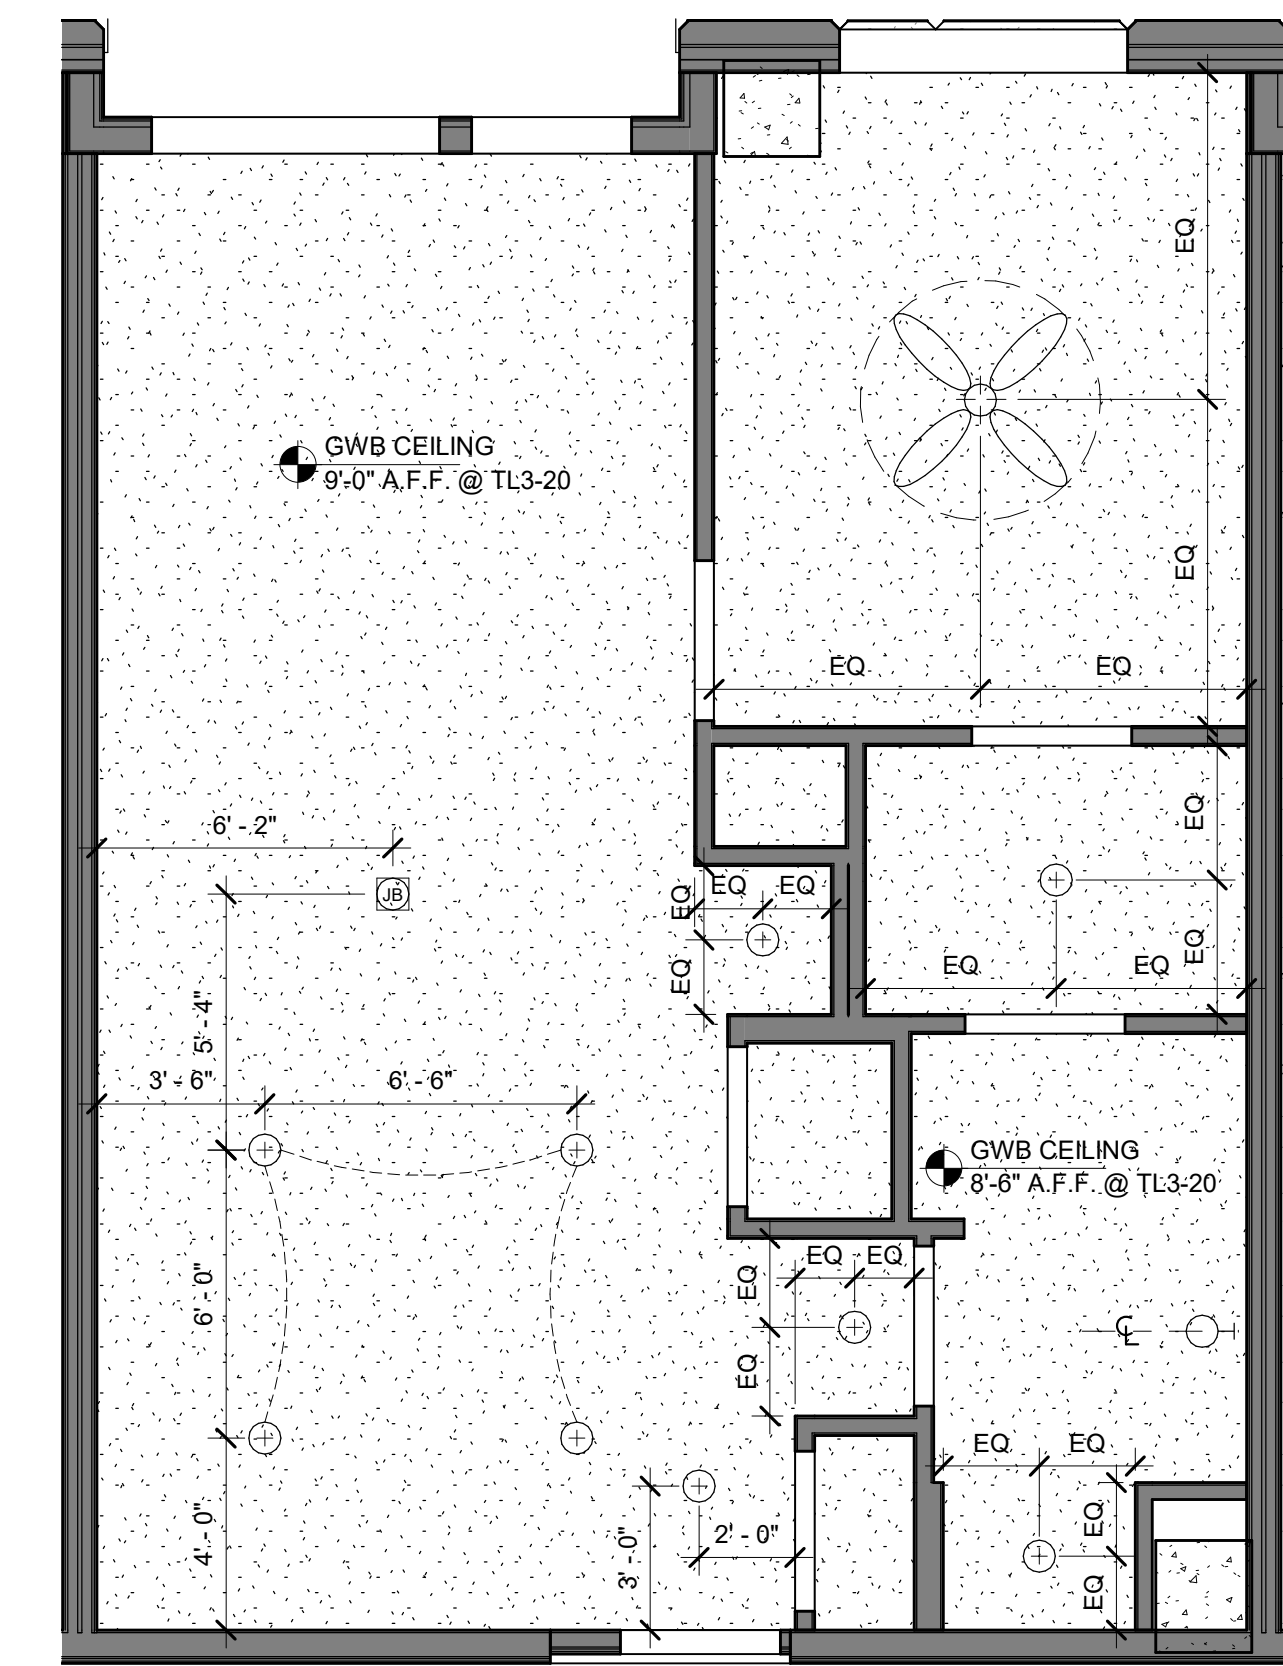 EQ
GWB CEILING
9'-0" A.F.F. @ TL3-20
EQ
EQ
EQ
EQ
6' - 2"
EQ
EQ
EQ
JB
EQ
EQ
EQ
EQ
EQ
5' - 4"
3' - 6"
6' - 6"
GWB CEILING
8'-6" A.F.F. @ TL3-20
EQ
EQ
EQ
6' - 0"
℄
EQ
EQ
EQ
EQ
2' - 0"
4' - 0"
3' - 0"
EQ